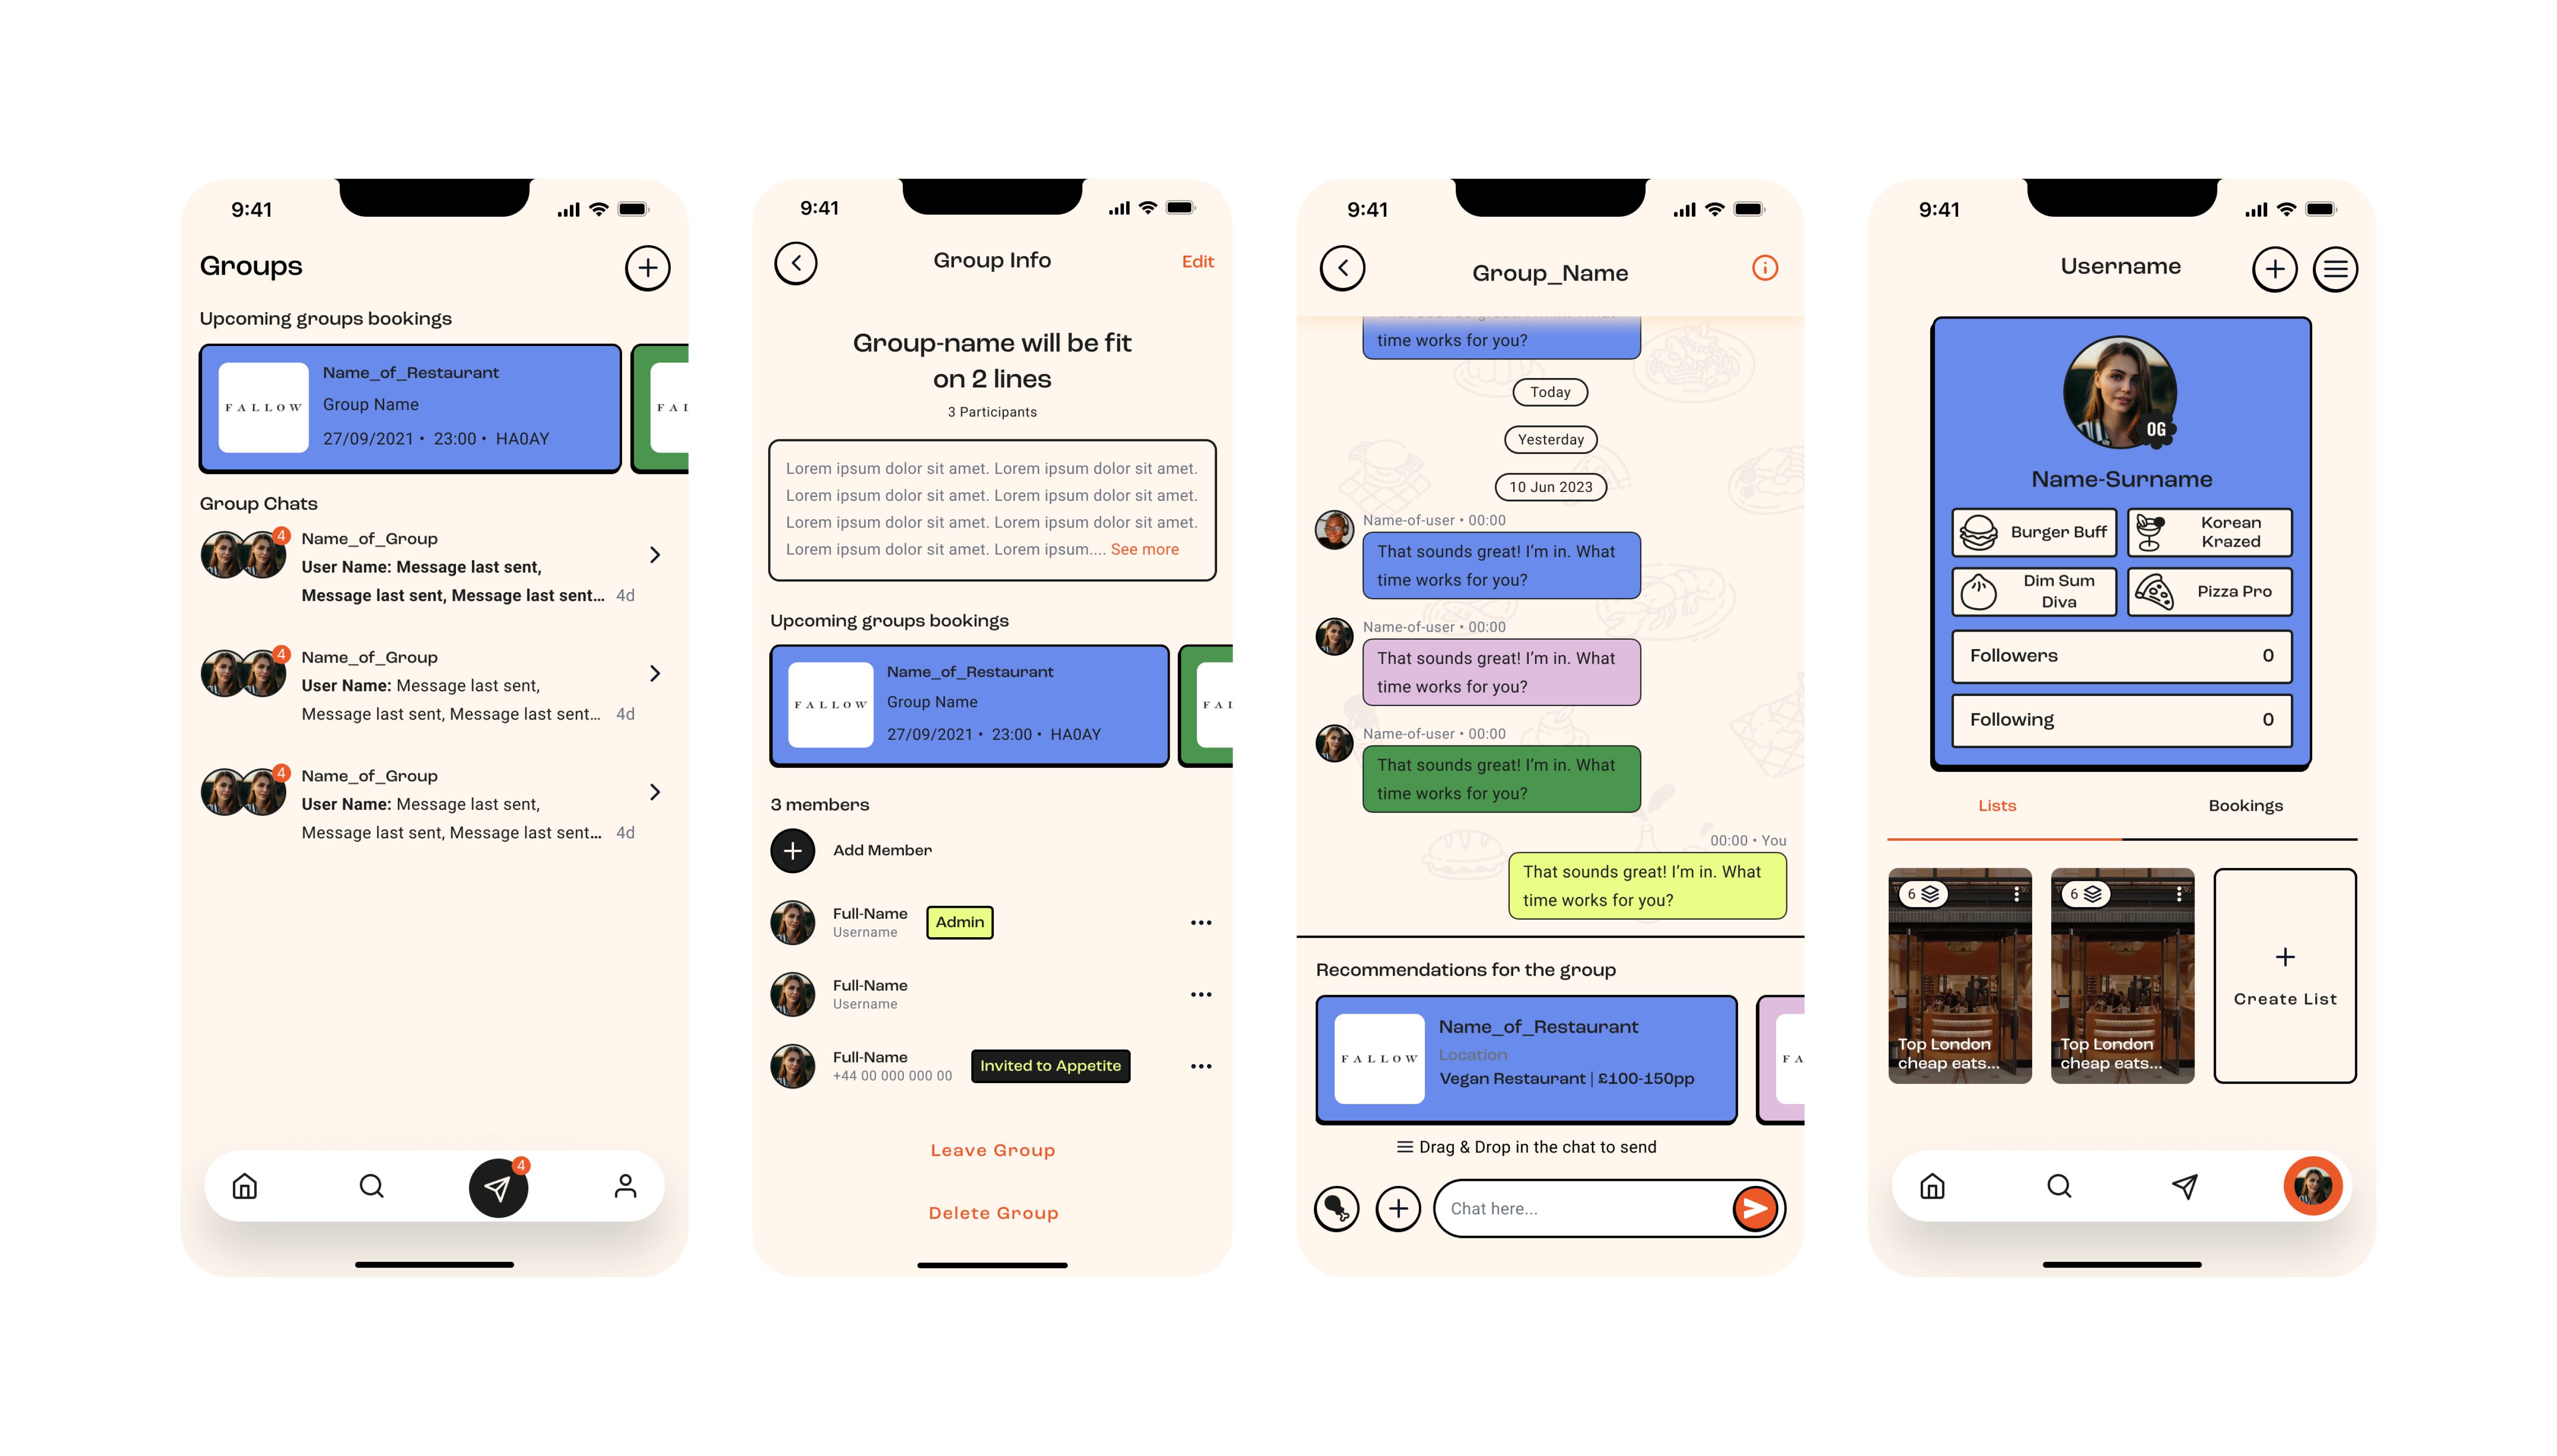 9:41
Groups
Upcoming groups bookings
FALLOW
Name_of_Restaurant
Group Name
27/09/2021 • 23:00 • HA0AY
FAL
Group Chats
4
Name_of_Group
User Name: Message last sent,
Message last sent, Message last sent... 4d
4
Name_of_Group
User Name: Message last sent,
Message last sent, Message last sent... 4d
4
Name_of_Group
User Name: Message last sent,
Message last sent, Message last sent... 4d
4
9:41
Group Info
Edit
Group-name will be fit
on 2 lines
3 Participants
Lorem ipsum dolor sit amet. Lorem ipsum dolor sit amet.
Lorem ipsum dolor sit amet. Lorem ipsum dolor sit amet.
Lorem ipsum dolor sit amet. Lorem ipsum dolor sit amet.
Lorem ipsum dolor sit amet. Lorem ipsum.... See more
Upcoming groups bookings
FALLOW
Name_of_Restaurant
Group Name
27/09/2021 • 23:00 • HA0AY
FAL
3 members
Add Member
Full-Name
Username
Admin
Full-Name
Username
Full-Name
+44 00 000 000 00
Invited to Appetite
Leave Group
Delete Group
9:41
Group_Name
That sounds great! I'm in. What
time works for you?
Today
Yesterday
10 Jun 2023
Name-of-user • 00:00
That sounds great! I'm in. What
time works for you?
Name-of-user • 00:00
That sounds great! I'm in. What
time works for you?
Name-of-user • 00:00
That sounds great! I'm in. What
time works for you?
00:00 • You
That sounds great! I'm in. What
time works for you?
Recommendations for the group
FALLOW
Name_of_Restaurant
Location
Vegan Restaurant | £100-150pp
FA
Drag & Drop in the chat to send
Chat here...
9:41
Username
OG
Name-Surname
Burger Buff
Korean
Krazed
Dim Sum
Diva
Pizza Pro
Followers 0
Following 0
Lists
Bookings
6
Top London
cheap eats...
6
Top London
cheap eats...
Create List